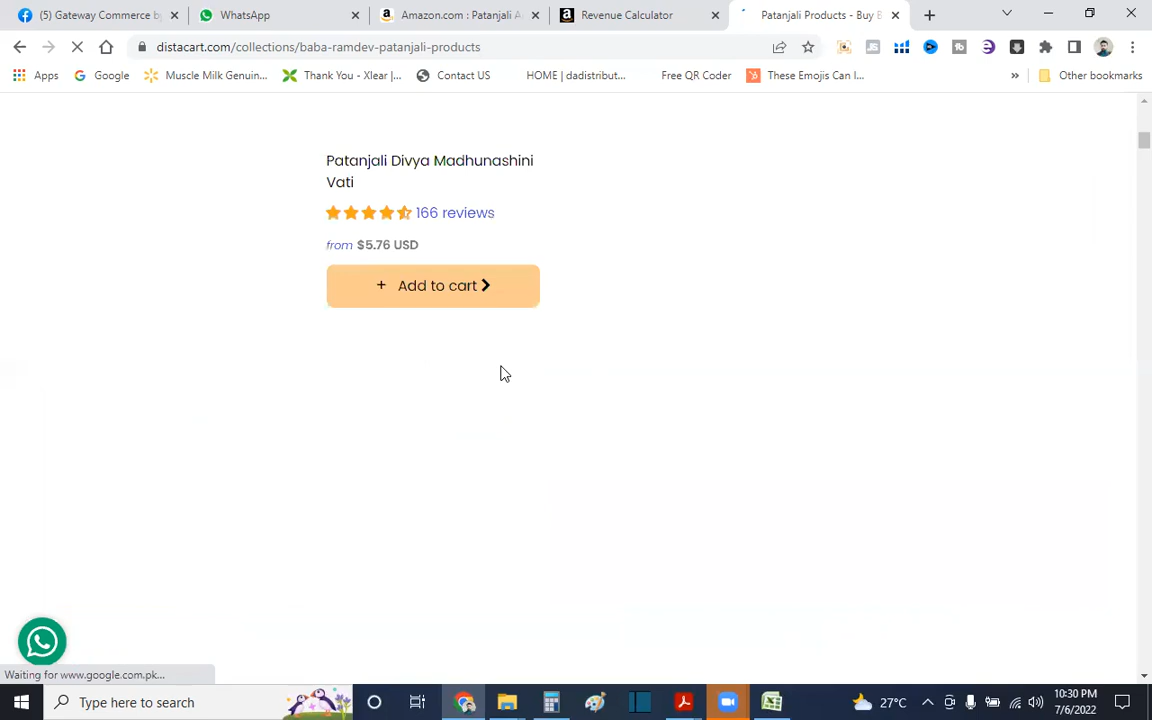 (5) Gateway Commerce by
WhatsApp
Amazon.com : Patanjali A
Revenue Calculator
Patanjali Products - Buy B
distacart.com/collections/baba-ramdev-patanjali-products
Apps
Google
Muscle Milk Genuin...
Thank You - Xlear |...
Contact US
HOME | dadistribut...
Free QR Coder
These Emojis Can I...
»
Other bookmarks
Patanjali Divya Madhunashini
Vati
166 reviews
from $5.76 USD
+ Add to cart
Waiting for www.google.com.pk...
Type here to search
27°C
10:30 PM
7/6/2022